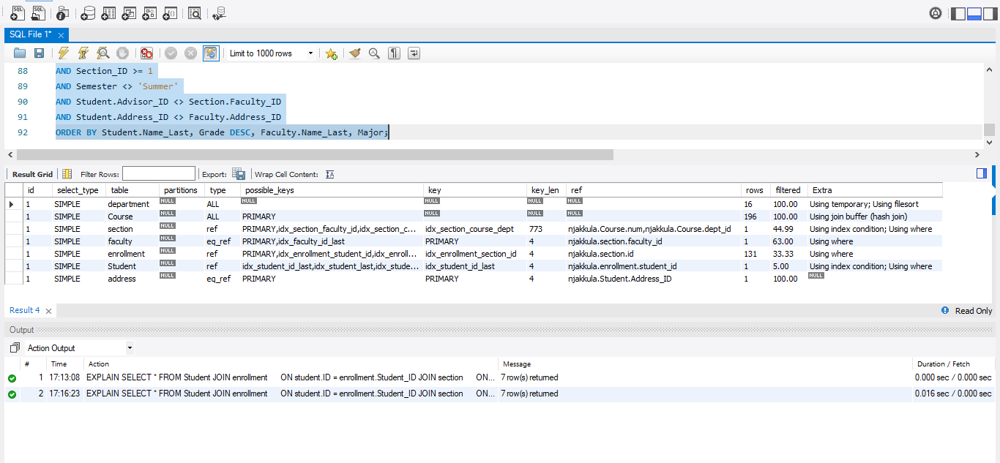 SQL File 1*
Limit to 1000 rows
88 AND Section_ID >= 1
89 AND Semester <> 'Summer'
90 AND Student.Advisor_ID <> Section.Faculty_ID
91 AND Student.Address_ID <> Faculty.Address_ID
92 ORDER BY Student.Name_Last, Grade DESC, Faculty.Name_Last, Major;
Result Grid Filter Rows: Export: Wrap Cell Content:
id select_type table partitions type possible_keys key key_len ref rows filtered Extra
1 SIMPLE department NULL ALL NULL NULL NULL NULL 16 100.00 Using temporary; Using filesort
1 SIMPLE Course NULL ALL PRIMARY NULL NULL NULL 196 100.00 Using join buffer (hash join)
1 SIMPLE section NULL ref PRIMARY,idx_section_faculty_id,idx_section_c... idx_section_course_dept 773 njakkula.Course.num,njakkula.Course.dept_id 1 44.99 Using index condition; Using where
1 SIMPLE faculty NULL eq_ref PRIMARY,idx_faculty_id_last PRIMARY 4 njakkula.section.faculty_id 1 63.00 Using where
1 SIMPLE enrollment NULL ref PRIMARY,idx_enrollment_student_id,idx_enroll... idx_enrollment_section_id 4 njakkula.section.id 131 33.33 Using where
1 SIMPLE Student NULL ref idx_student_id_last,idx_student_last,idx_stude... idx_student_id_last 4 njakkula.enrollment.student_id 1 5.00 Using index condition; Using where
1 SIMPLE address NULL eq_ref PRIMARY PRIMARY 4 njakkula.Student.Address_ID 1 100.00 NULL
Result 4 Read Only
Output
Action Output
# Time Action Message Duration / Fetch
1 17:13:08 EXPLAIN SELECT * FROM Student JOIN enrollment ON student.ID = enrollment.Student_ID JOIN section ON... 7 row(s) returned 0.000 sec / 0.000 sec
2 17:16:23 EXPLAIN SELECT * FROM Student JOIN enrollment ON student.ID = enrollment.Student_ID JOIN section ON... 7 row(s) returned 0.016 sec / 0.000 sec